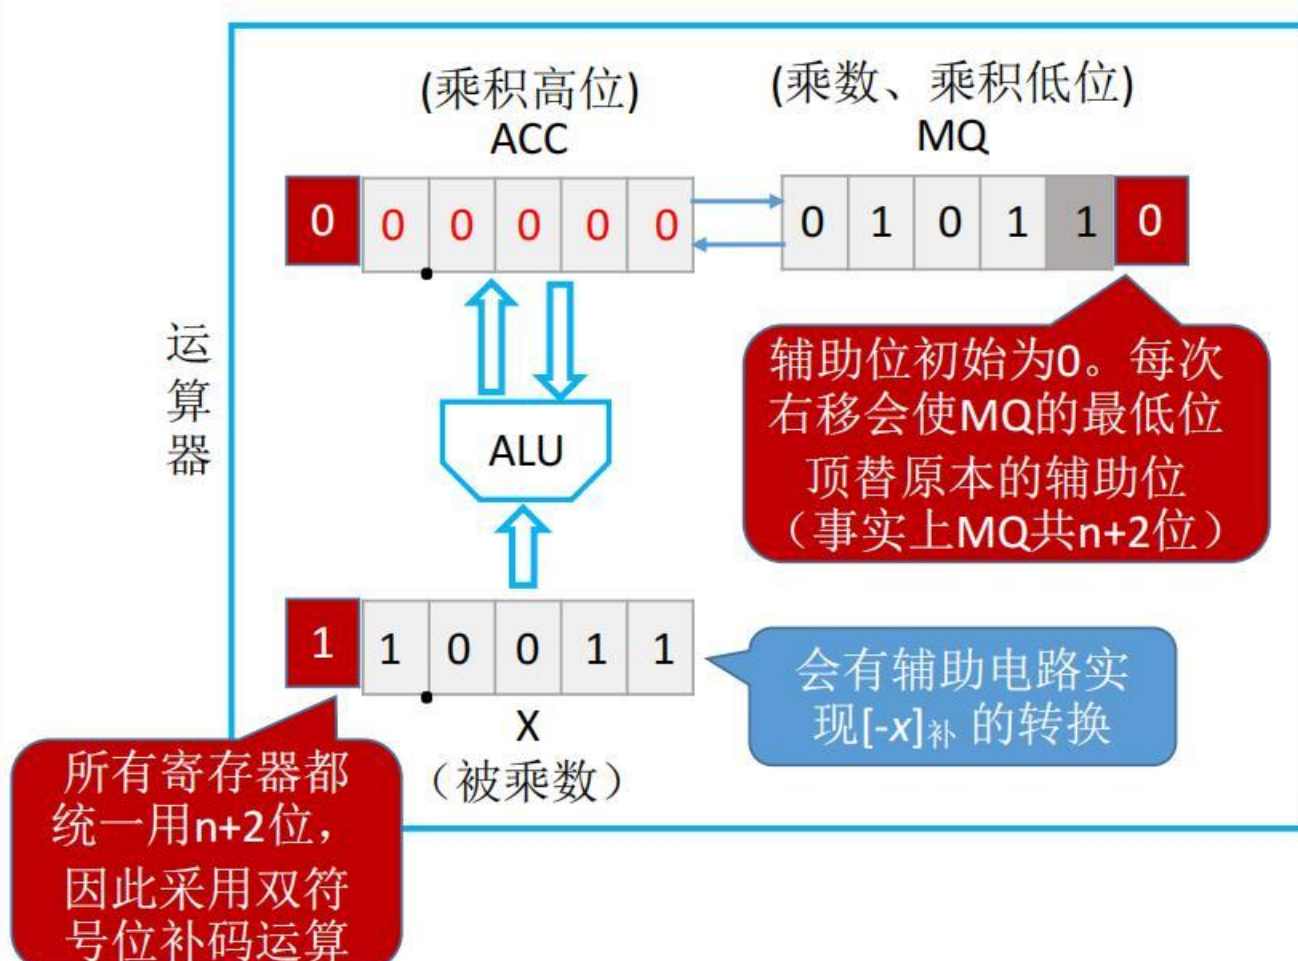 (乘积高位)
ACC
(乘数、乘积低位)
MQ
0 0 0 0 0 0
0 1 0 1 1 0
运算器
ALU
辅助位初始为0。每次
右移会使MQ的最低位
顶替原本的辅助位
（事实上MQ共n+2位）
1 1 0 0 1 1
X
（被乘数）
会有辅助电路实
现[-x]补 的转换
所有寄存器都
统一用n+2位，
因此采用双符
号位补码运算